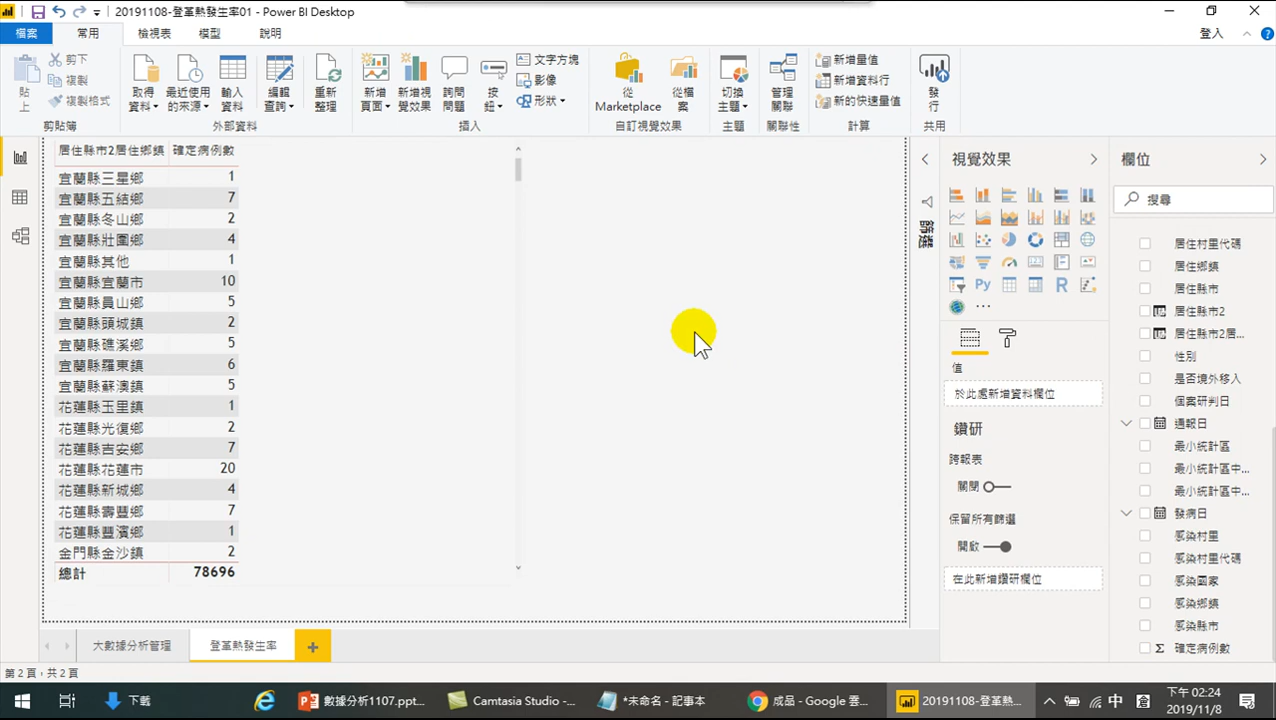 20191108-登革熱發生率01 - Power BI Desktop
檔案
常用
檢視表
模型
說明
登入
貼上
剪下
複製
複製格式
剪貼簿
取得資料
最近使用的來源
輸入資料
編輯查詢
重新整理
外部資料
新增頁面
新增視覺效果
詢問問題
按鈕
文字方塊
影像
形狀
插入
從 Marketplace
從檔案
自訂視覺效果
切換主題
主題
管理關聯
關聯性
新增量值
新增資料行
新的快速量值
計算
發行
共用
居住縣市2居住鄉鎮 確定病例數
宜蘭縣三星鄉 1
宜蘭縣五結鄉 7
宜蘭縣冬山鄉 2
宜蘭縣壯圍鄉 4
宜蘭縣其他 1
宜蘭縣宜蘭市 10
宜蘭縣員山鄉 5
宜蘭縣頭城鎮 2
宜蘭縣礁溪鄉 5
宜蘭縣羅東鎮 6
宜蘭縣蘇澳鎮 5
花蓮縣玉里鎮 1
花蓮縣光復鄉 2
花蓮縣吉安鄉 7
花蓮縣花蓮市 20
花蓮縣新城鄉 4
花蓮縣壽豐鄉 7
花蓮縣豐濱鄉 1
金門縣金沙鎮 2
總計 78696
篩選
視覺效果
Py
R
值
於此處新增資料欄位
鑽研
跨報表
關閉
保留所有篩選
開啟
在此新增鑽研欄位
欄位
搜尋
居住村里代碼
居住鄉鎮
居住縣市
居住縣市2
居住縣市2居...
性別
是否境外移入
個案研判日
通報日
最小統計區
最小統計區中...
最小統計區中...
發病日
感染村里
感染村里代碼
感染國家
感染鄉鎮
感染縣市
Σ 確定病例數
大數據分析管理
登革熱發生率
第 2 頁，共 2 頁
下載
數據分析1107.ppt...
Camtasia Studio -...
*未命名 - 記事本
成品 - Google 雲...
20191108-登革熱...
中
倉
下午 02:24
2019/11/8